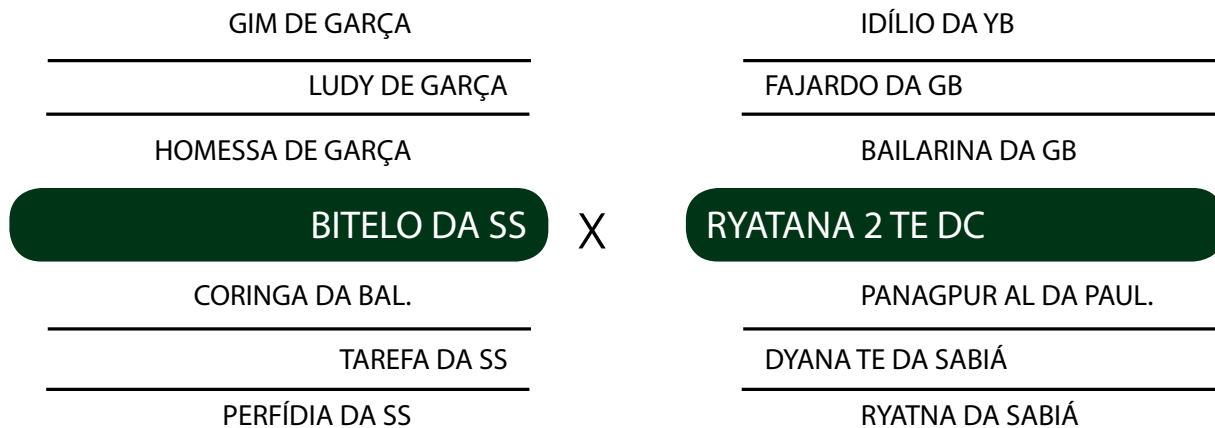 GIM DE GARÇA
LUDY DE GARÇA
HOMESSA DE GARÇA
BITELO DA SS
CORINGA DA BAL.
TAREFA DA SS
PERFÍDIA DA SS
X
IDÍLIO DA YB
FAJARDO DA GB
BAILARINA DA GB
RYATANA 2 TE DC
PANAGPUR AL DA PAUL.
DYANA TE DA SABIÁ
RYATNA DA SABIÁ